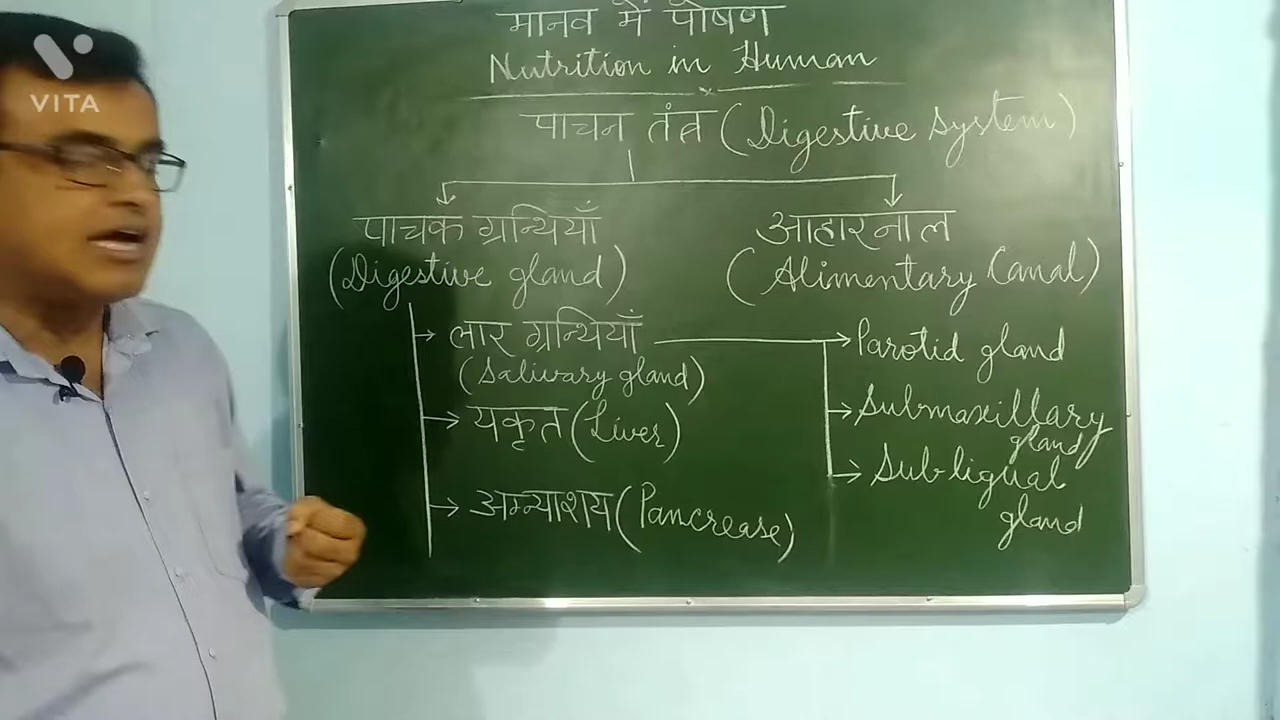 VITA
मानव में पोषण
Nutrition in Human
पाचन तंत्र (Digestive system)
पाचक ग्रन्थियाँ
(Digestive gland)
आहारनाल
(Alimentary Canal)
लार ग्रन्थियाँ
(Salivary gland)
यकृत (Liver)
अग्न्याशय (Pancrease)
Parotid gland
Submaxillary
gland
Subligual
gland